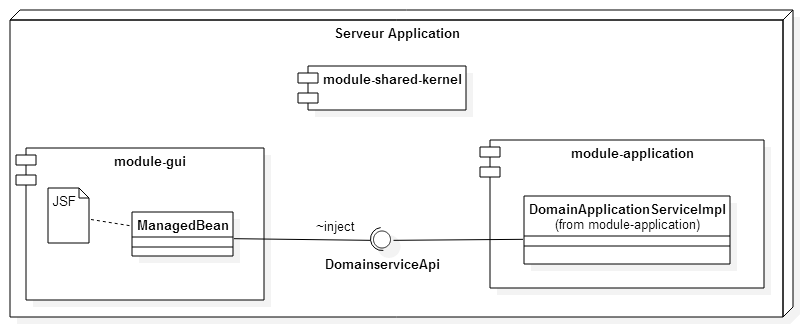 Serveur Application
module-shared-kernel
module-gui
module-application
JSF
ManagedBean
DomainApplicationServiceImpl
(from module-application)
~inject
DomainserviceApi